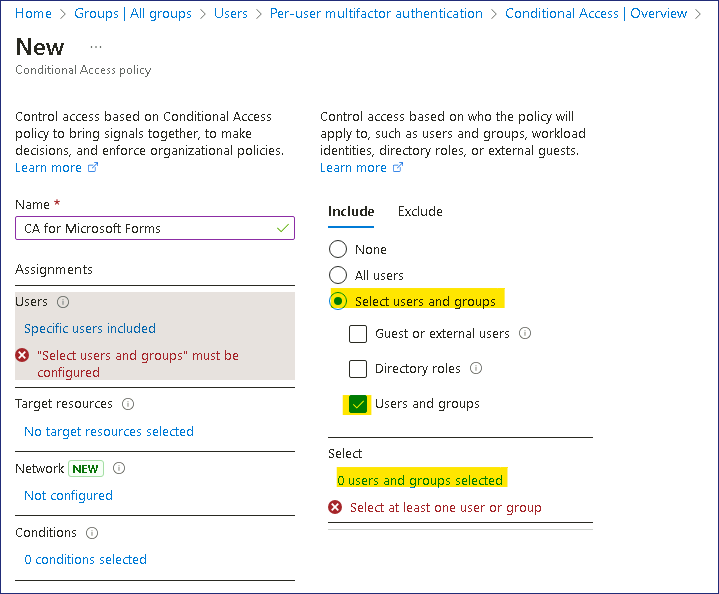 Home > Groups | All groups > Users > Per-user multifactor authentication > Conditional Access | Overview >
New ...
Conditional Access policy
Control access based on Conditional Access
policy to bring signals together, to make
decisions, and enforce organizational policies.
Learn more
Name *
CA for Microsoft Forms
Assignments
Users
Specific users included
"Select users and groups" must be
configured
Target resources
No target resources selected
Network NEW
Not configured
Conditions
0 conditions selected
Control access based on who the policy will
apply to, such as users and groups, workload
identities, directory roles, or external guests.
Learn more
Include Exclude
None
All users
Select users and groups
Guest or external users
Directory roles
Users and groups
Select
0 users and groups selected
Select at least one user or group